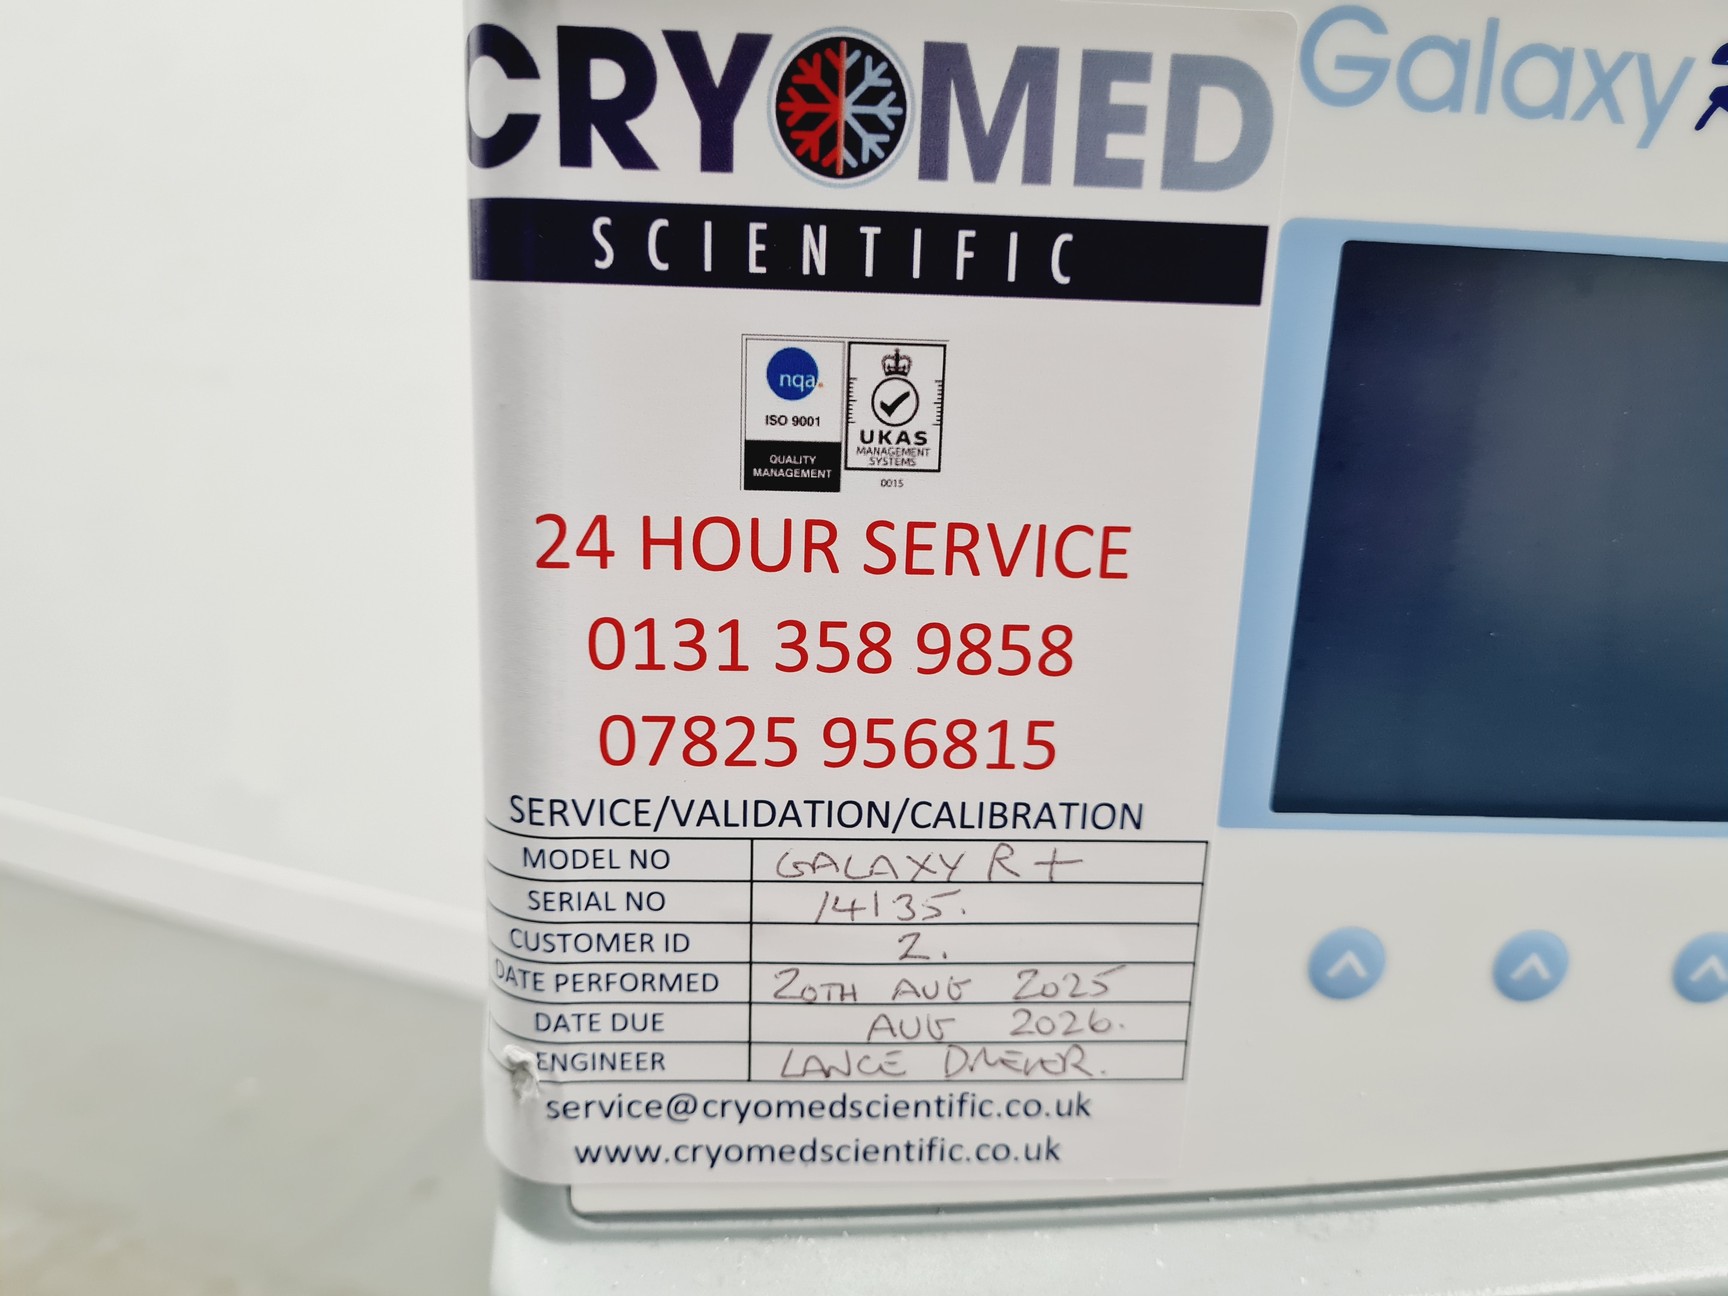 CRYOMED
SCIENTIFIC
Galaxy
nqa.
ISO 9001
QUALITY
MANAGEMENT
UKAS
MANAGEMENT
SYSTEMS
0015
24 HOUR SERVICE
0131 358 9858
07825 956815
SERVICE/VALIDATION/CALIBRATION
MODEL NO GALAXY R+
SERIAL NO 14135.
CUSTOMER ID 2.
DATE PERFORMED 20TH AUG 2025
DATE DUE AUG 2026.
ENGINEER LANCE DREVER.
service@cryomedscientific.co.uk
www.cryomedscientific.co.uk